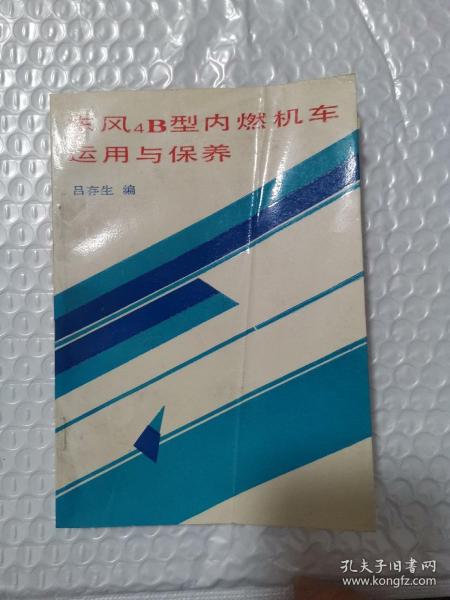 东风4B型内燃机车
运用与保养
吕存生 编
孔夫子旧书网
www.kongfz.com